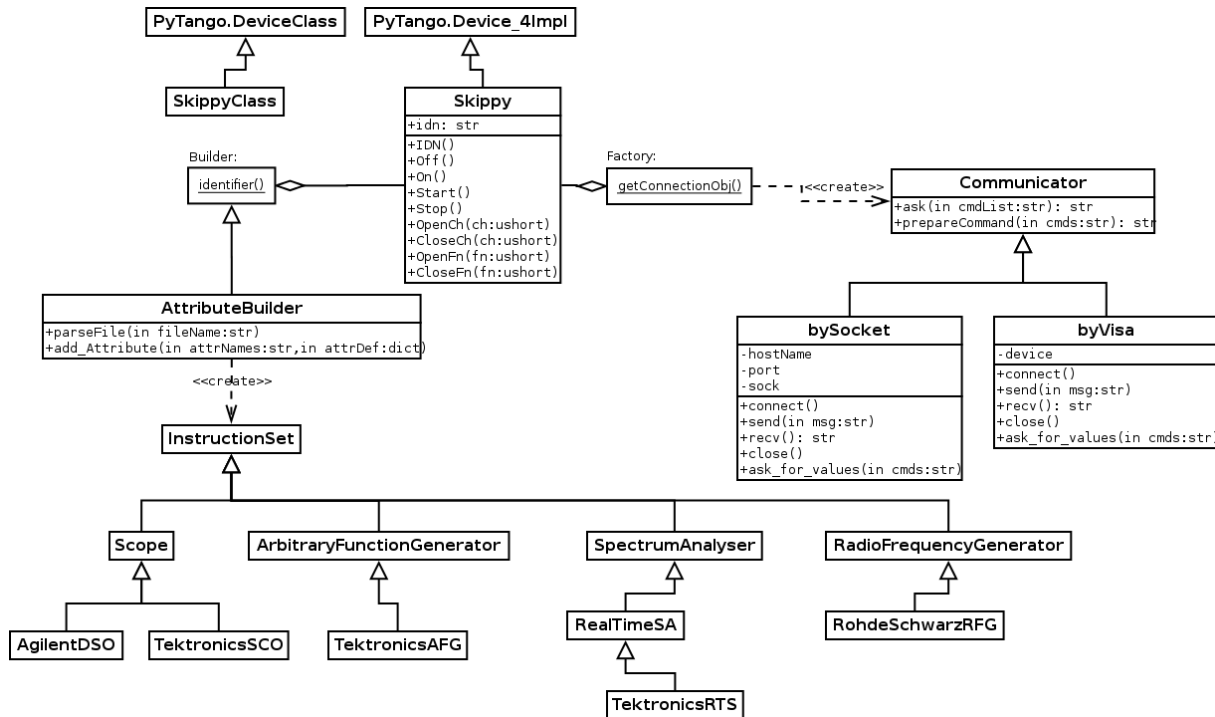 PyTango.DeviceClass
PyTango.Device_4Impl
SkippyClass
Skippy
+idn: str
+IDN()
+Off()
+On()
+Start()
+Stop()
+OpenCh(ch:ushort)
+CloseCh(ch:ushort)
+OpenFn(fn:ushort)
+CloseFn(fn:ushort)
Builder:
identifier()
Factory:
getConnectionObj()
<<create>>
Communicator
+ask(in cmdList:str): str
+prepareCommand(in cmds:str): str
AttributeBuilder
+parseFile(in fileName:str)
+add_Attribute(in attrNames:str,in attrDef:dict)
<<create>>
bySocket
-hostName
-port
-sock
+connect()
+send(in msg:str)
+recv(): str
+close()
+ask_for_values(in cmds:str)
byVisa
-device
+connect()
+send(in msg:str)
+recv(): str
+close()
+ask_for_values(in cmds:str)
InstructionSet
Scope
ArbitraryFunctionGenerator
SpectrumAnalyser
RadioFrequencyGenerator
AgilentDSO
TektronicsSCO
TektronicsAFG
RealTimeSA
RohdeSchwarzRFG
TektronicsRTS